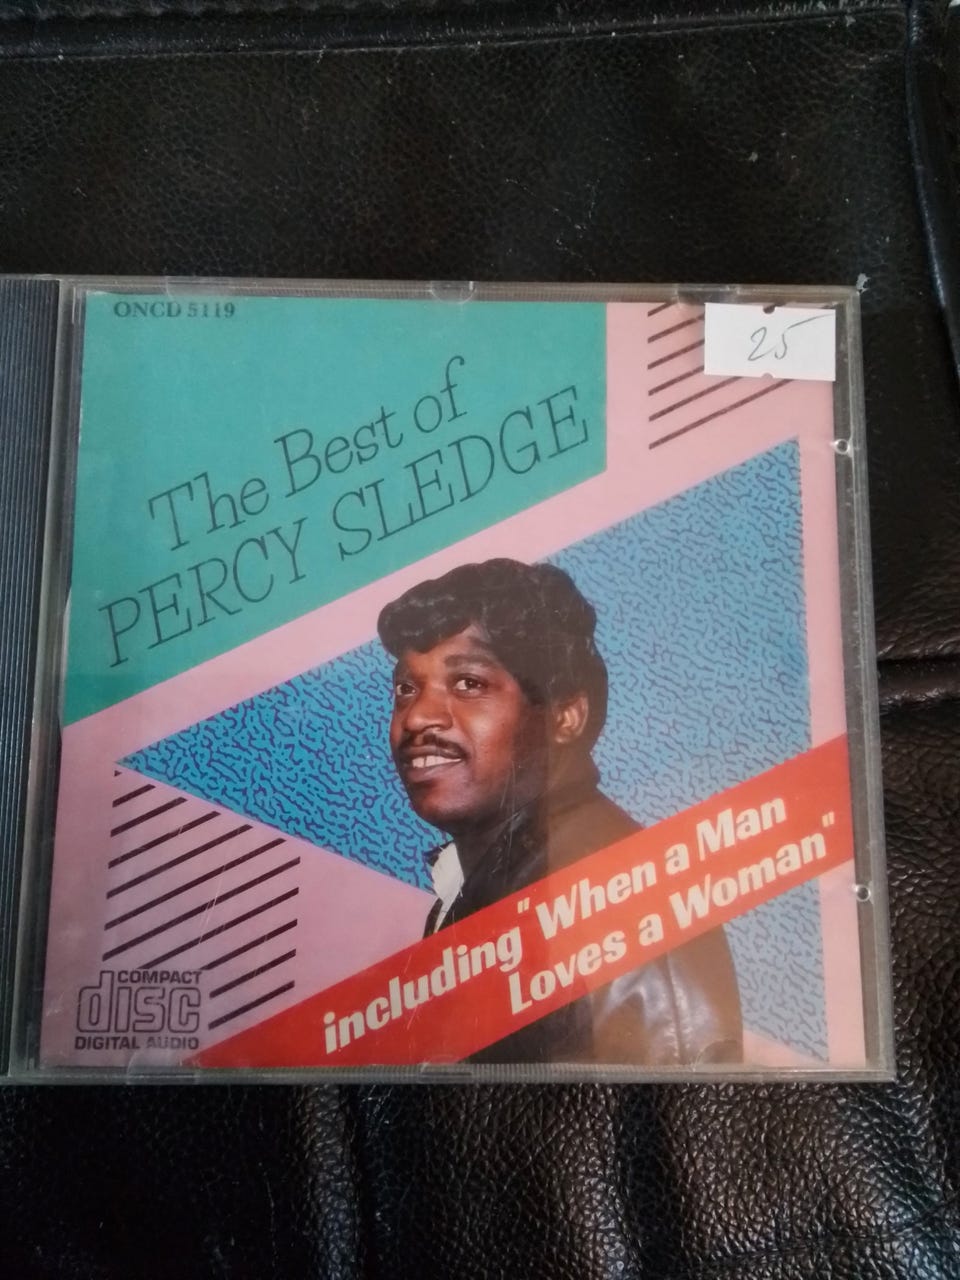 ONCD 5119
25
The Best of
PERCY SLEDGE
including "When a Man
Loves a Woman"
COMPACT
disc
DIGITAL AUDIO